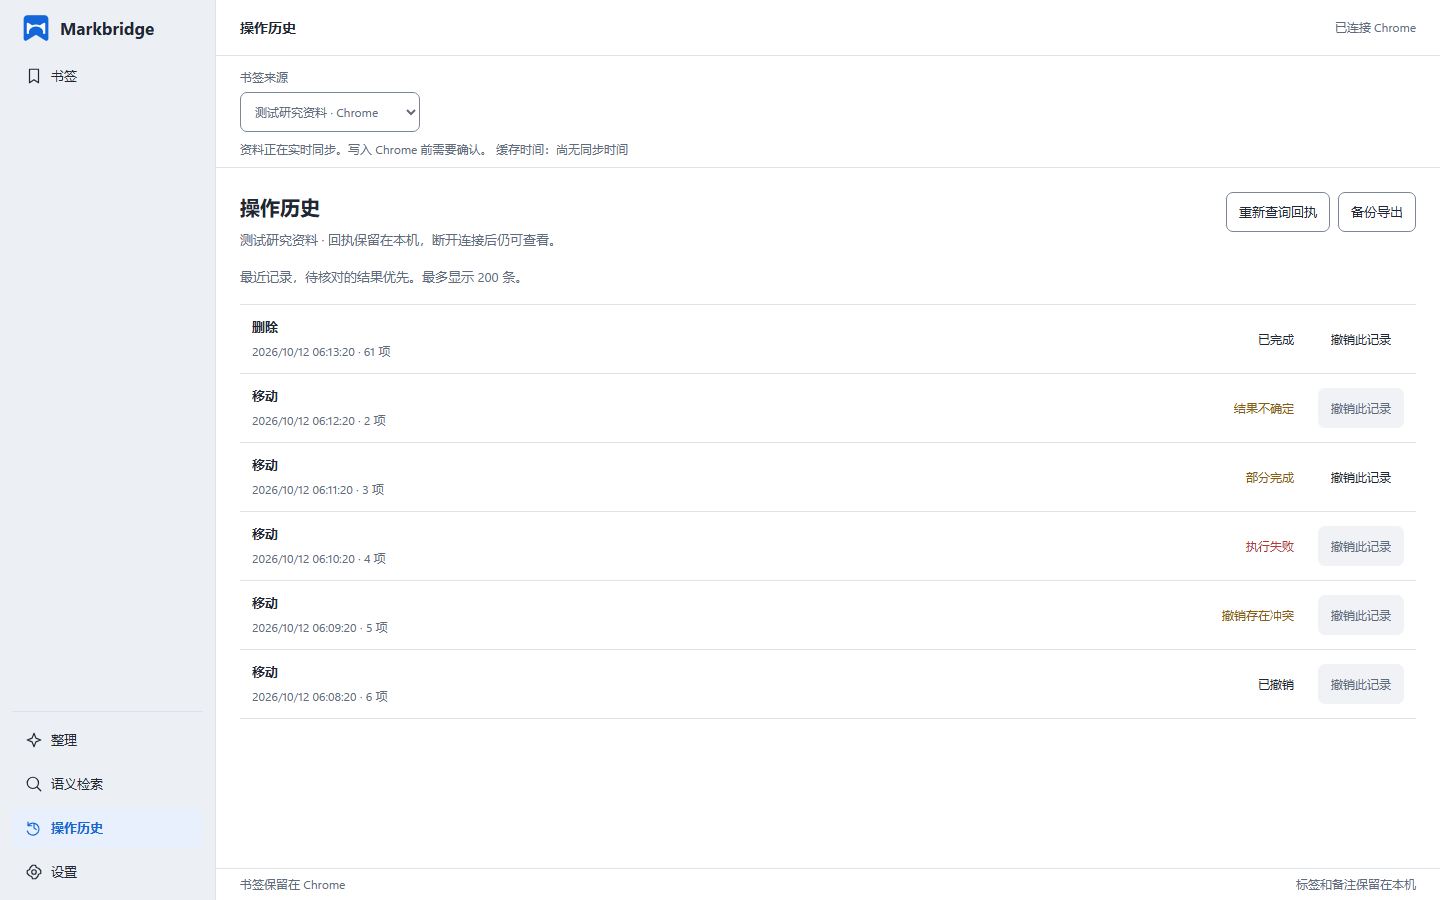 Markbridge
书签
整理
语义检索
操作历史
设置
操作历史
已连接 Chrome
书签来源
测试研究资料 · Chrome
资料正在实时同步。写入 Chrome 前需要确认。 缓存时间：尚无同步时间
操作历史
重新查询回执
备份导出
测试研究资料 · 回执保留在本机，断开连接后仍可查看。
最近记录，待核对的结果优先。最多显示 200 条。
删除
2026/10/12 06:13:20 · 61 项
已完成
撤销此记录
移动
2026/10/12 06:12:20 · 2 项
结果不确定
撤销此记录
移动
2026/10/12 06:11:20 · 3 项
部分完成
撤销此记录
移动
2026/10/12 06:10:20 · 4 项
执行失败
撤销此记录
移动
2026/10/12 06:09:20 · 5 项
撤销存在冲突
撤销此记录
移动
2026/10/12 06:08:20 · 6 项
已撤销
撤销此记录
书签保留在 Chrome
标签和备注保留在本机